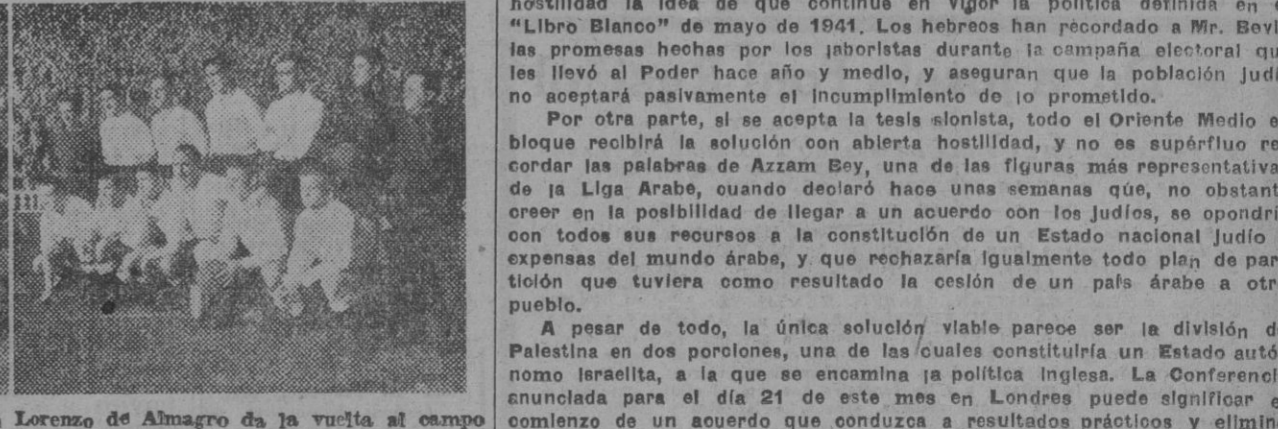 Lorenzo de Almagro da la vuelta al campo
hostilidad la idea de que continúe en vigor la política definida en
“Libro Blanco” de mayo de 1941. Los hebreos han recordado a Mr. Bevi
las promesas hechas por los laboristas durante la campaña electoral qu
les llevó al Poder hace año y medio, y aseguran que la población judí
no aceptará pasivamente el incumplimiento de lo prometido.
Por otra parte, si se acepta la tesis sionista, todo el Oriente Medio e
bloque recibirá la solución con abierta hostilidad, y no es supérfluo re
cordar las palabras de Azzam Bey, una de las figuras más representativa
de la Liga Arabe, cuando declaró hace unas semanas qúe, no obstant
creer en la posibilidad de llegar a un acuerdo con los judíos, se opondrí
con todos sus recursos a la constitución de un Estado nacional judío
expensas del mundo árabe, y que rechazaría igualmente todo plan de par
tición que tuviera como resultado la cesión de un país árabe a otr
pueblo.
A pesar de todo, la única solución viable parece ser la división d
Palestina en dos porciones, una de las cuales constituiría un Estado autó
nomo israelita, a la que se encamina la política inglesa. La Conferenci
anunciada para el día 21 de este mes en Londres puede significar e
comienzo de un acuerdo que conduzca a resultados prácticos y elimin